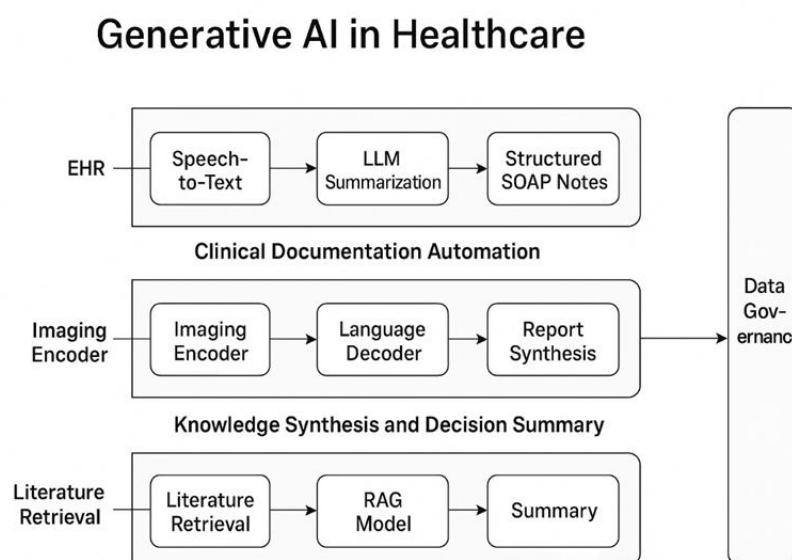 Generative AI in Healthcare
EHR
Speech-
to-Text
LLM
Summarization
Structured
SOAP Notes
Clinical Documentation Automation
Imaging
Encoder
Imaging
Encoder
Language
Decoder
Report
Synthesis
Data
Gov-
ernanc
Knowledge Synthesis and Decision Summary
Literature
Retrieval
Literature
Retrieval
RAG
Model
Summary